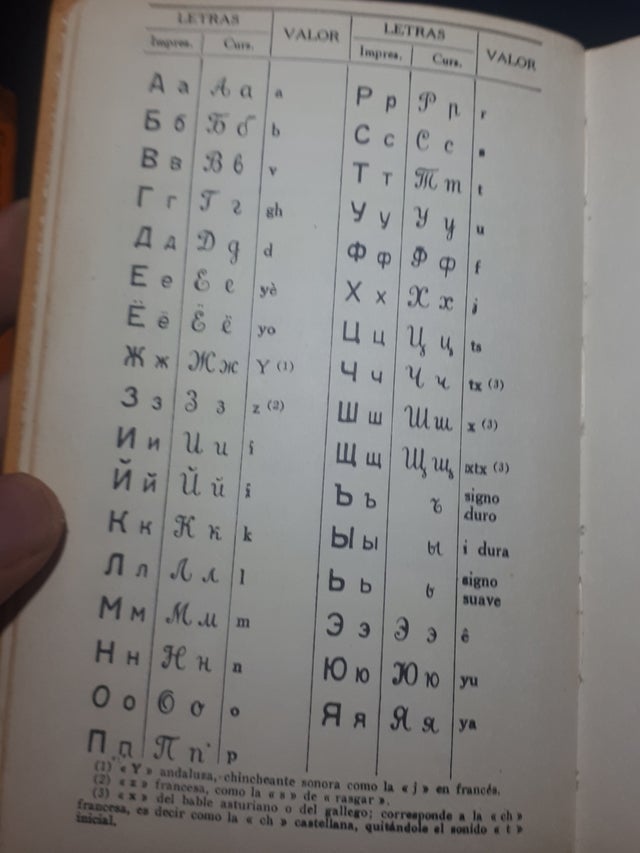 LETRAS VALOR LETRAS VALOR
Impres. Curs. Impres. Curs.
А а А а a
Б б Б б b
В в В в v
Г г Г г gh
Д д Д д d
Е е Е е yè
Ё ё Ё ё yo
Ж ж Ж ж Y (1)
З з З з z (2)
И и И и i
Й й Й й i
К к К к k
Л л Л л l
М м М м m
Н н Н н n
О о О о o
П п П п p
Р р Р р r
С с С с s
Т т Т т t
У у У у u
Ф ф Ф ф f
Х х Х х j
Ц ц Ц ц ts
Ч ч Ч ч tx (3)
Ш ш Ш ш x (3)
Щ щ Щ щ xtx (3)
Ъ ъ ъ signo duro
Ы ы ы i dura
Ь ь ь signo suave
Э э Э э ê
Ю ю Ю ю yu
Я я Я я ya
(1) « Y » andaluza, chincheante sonora como la « j » en francés.
(2) « z » francesa, como la « s » de « rasgar ».
(3) « x » del bable asturiano o del gallego; corresponde a la « ch »
francesa, es decir como la « ch » castellana, quitándole el sonido « t »
inicial.